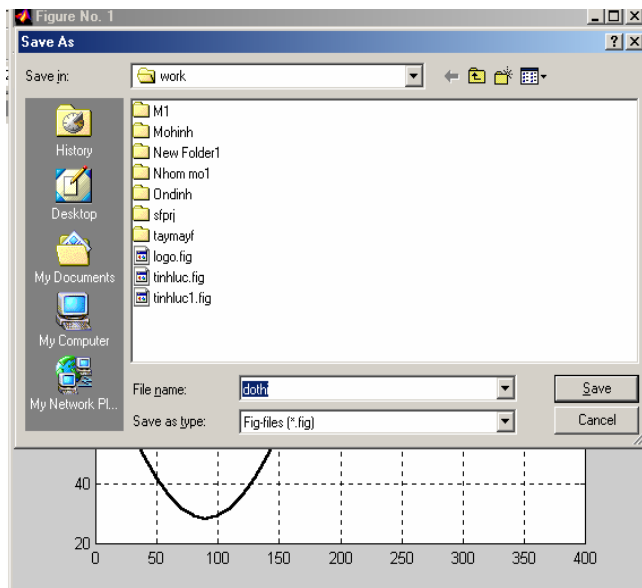 Figure No. 1
Save As
Save in:
work
M1
Mohinh
New Folder1
Nhom mo1
Ondinh
sfprj
taymayf
logo.fig
tinhluc.fig
tinhluc1.fig
History
Desktop
My Documents
My Computer
My Network Pl...
File name:
dothi
Save
Save as type:
Fig-files (*.fig)
Cancel
40
20
0 50 100 150 200 250 300 350 400